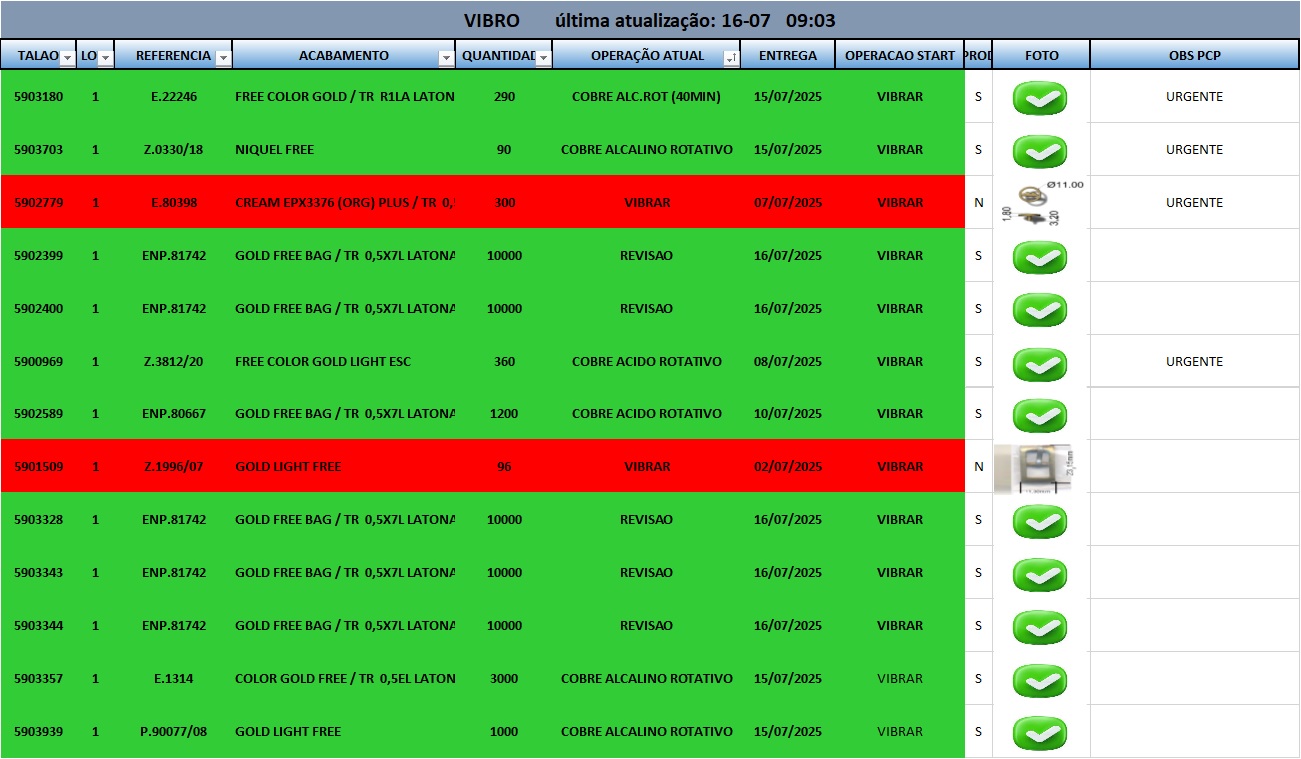 VIBRO última atualização: 16-07 09:03
TALAO LO REFERENCIA ACABAMENTO QUANTIDAD OPERAÇÃO ATUAL ENTREGA OPERACAO START PROD FOTO OBS PCP
5903180 1 E.22246 FREE COLOR GOLD / TR R1LA LATON 290 COBRE ALC.ROT (40MIN) 15/07/2025 VIBRAR S URGENTE
5903703 1 Z.0330/18 NIQUEL FREE 90 COBRE ALCALINO ROTATIVO 15/07/2025 VIBRAR S URGENTE
5902779 1 E.80398 CREAM EPX3376 (ORG) PLUS / TR 0,5 300 VIBRAR 07/07/2025 VIBRAR N Ø11.00 1,80 3,20 URGENTE
5902399 1 ENP.81742 GOLD FREE BAG / TR 0,5X7L LATONA 10000 REVISAO 16/07/2025 VIBRAR S
5902400 1 ENP.81742 GOLD FREE BAG / TR 0,5X7L LATONA 10000 REVISAO 16/07/2025 VIBRAR S
5900969 1 Z.3812/20 FREE COLOR GOLD LIGHT ESC 360 COBRE ACIDO ROTATIVO 08/07/2025 VIBRAR S URGENTE
5902589 1 ENP.80667 GOLD FREE BAG / TR 0,5X7L LATONA 1200 COBRE ACIDO ROTATIVO 10/07/2025 VIBRAR S
5901509 1 Z.1996/07 GOLD LIGHT FREE 96 VIBRAR 02/07/2025 VIBRAR N
5903328 1 ENP.81742 GOLD FREE BAG / TR 0,5X7L LATONA 10000 REVISAO 16/07/2025 VIBRAR S
5903343 1 ENP.81742 GOLD FREE BAG / TR 0,5X7L LATONA 10000 REVISAO 16/07/2025 VIBRAR S
5903344 1 ENP.81742 GOLD FREE BAG / TR 0,5X7L LATONA 10000 REVISAO 16/07/2025 VIBRAR S
5903357 1 E.1314 COLOR GOLD FREE / TR 0,5EL LATON 3000 COBRE ALCALINO ROTATIVO 15/07/2025 VIBRAR S
5903939 1 P.90077/08 GOLD LIGHT FREE 1000 COBRE ALCALINO ROTATIVO 15/07/2025 VIBRAR S